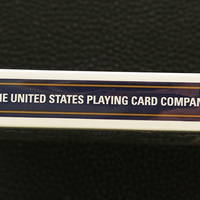 HE UNITED STATES PLAYING CARD COMPAN